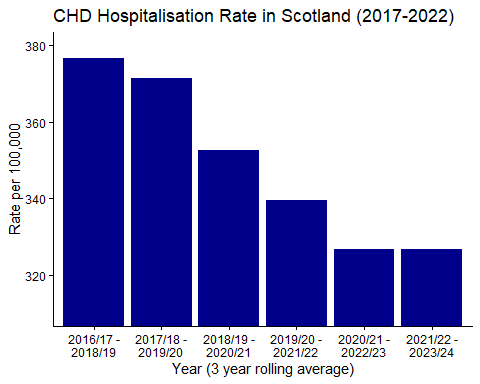 CHD Hospitalisation Rate in Scotland (2017-2022)
Rate per 100,000
380
360
340
320
2016/17 - 2017/18 - 2018/19 - 2019/20 - 2020/21 - 2021/22 -
2018/19 2019/20 2020/21 2021/22 2022/23 2023/24
Year (3 year rolling average)